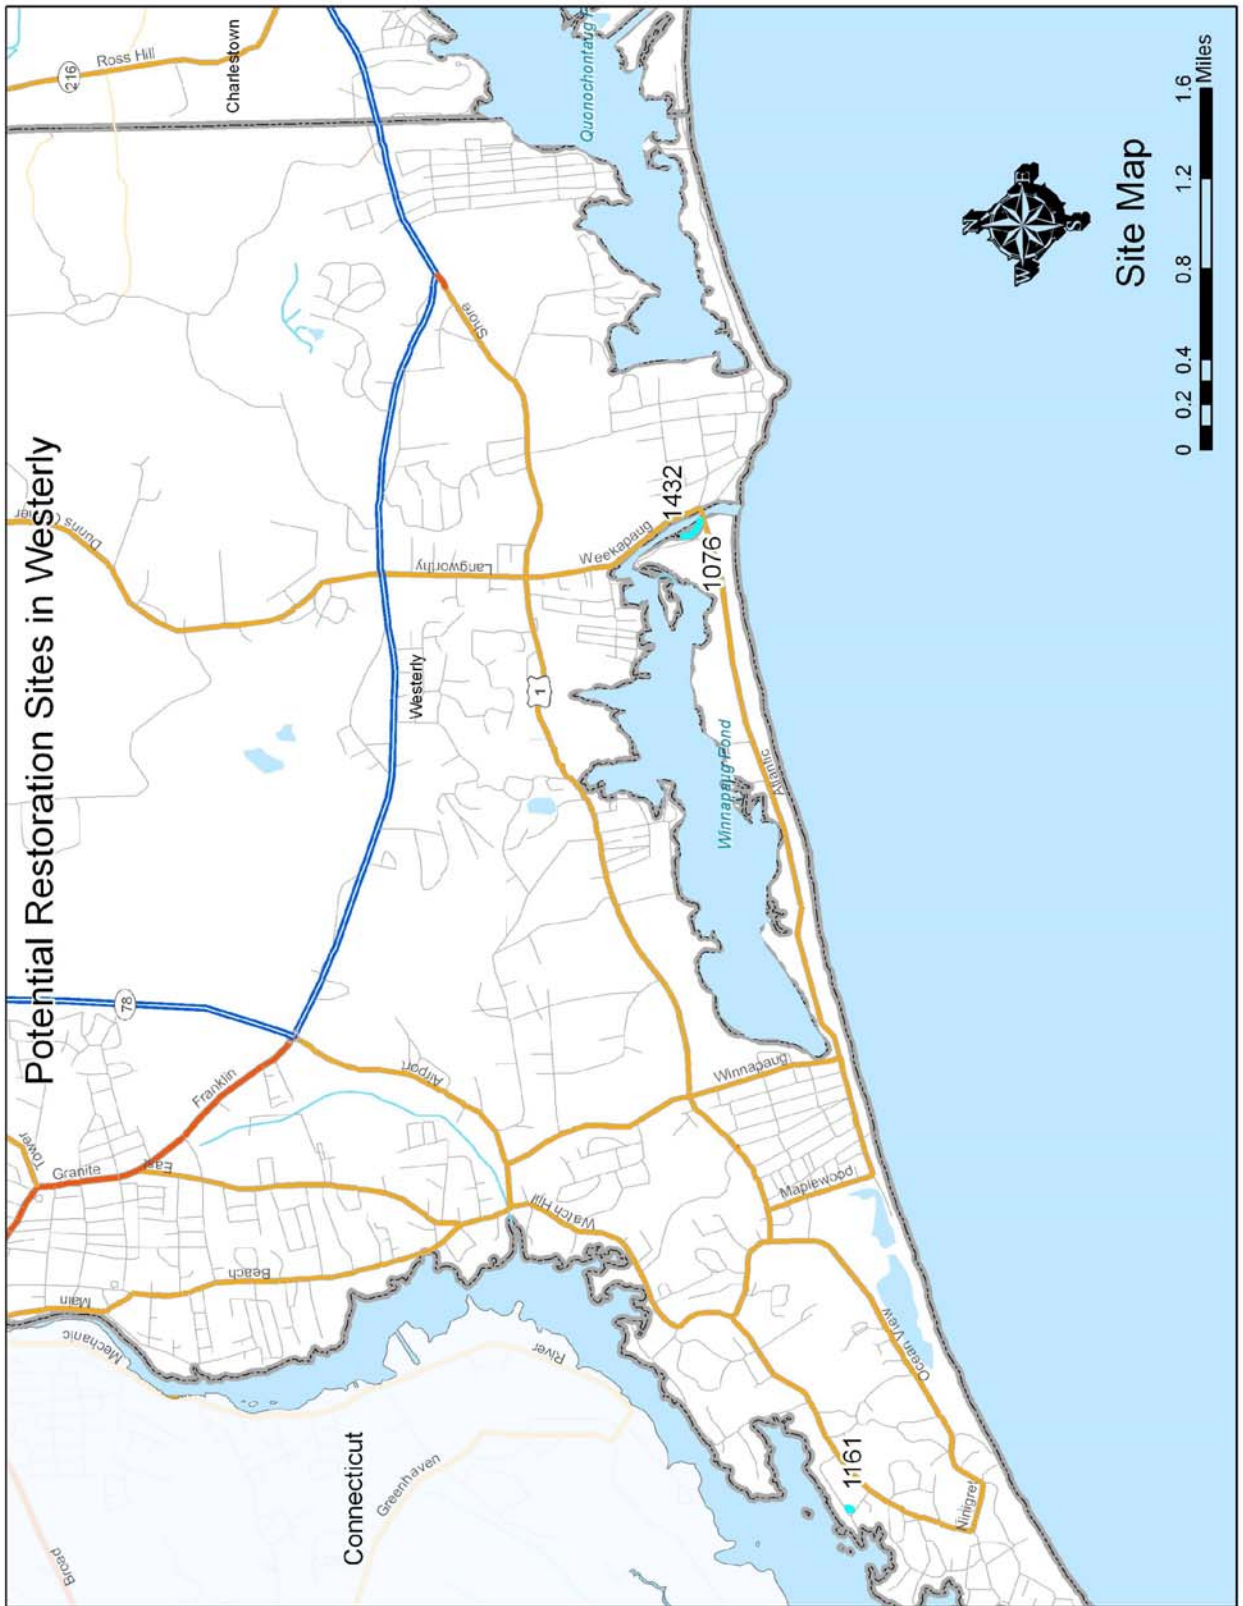 Potential Restoration Sites in Westerly
Tower
Granite
Franklin
East
78
Main
Mechanic
Beach
Airport
Broad
Connecticut
Greenhaven
River
Watch Hill
Winnapaug
Maplewood
Ocean View
Ninigret
1161
Dunns
Langworthy
Westerly
1
Weekapaug
1432
1076
Winnapaug Pond
Atlantic
Shore
216
Ross Hill
Charlestown
Quonochontaug
N
W
E
S
Site Map
0 0.2 0.4 0.8 1.2 1.6
Miles